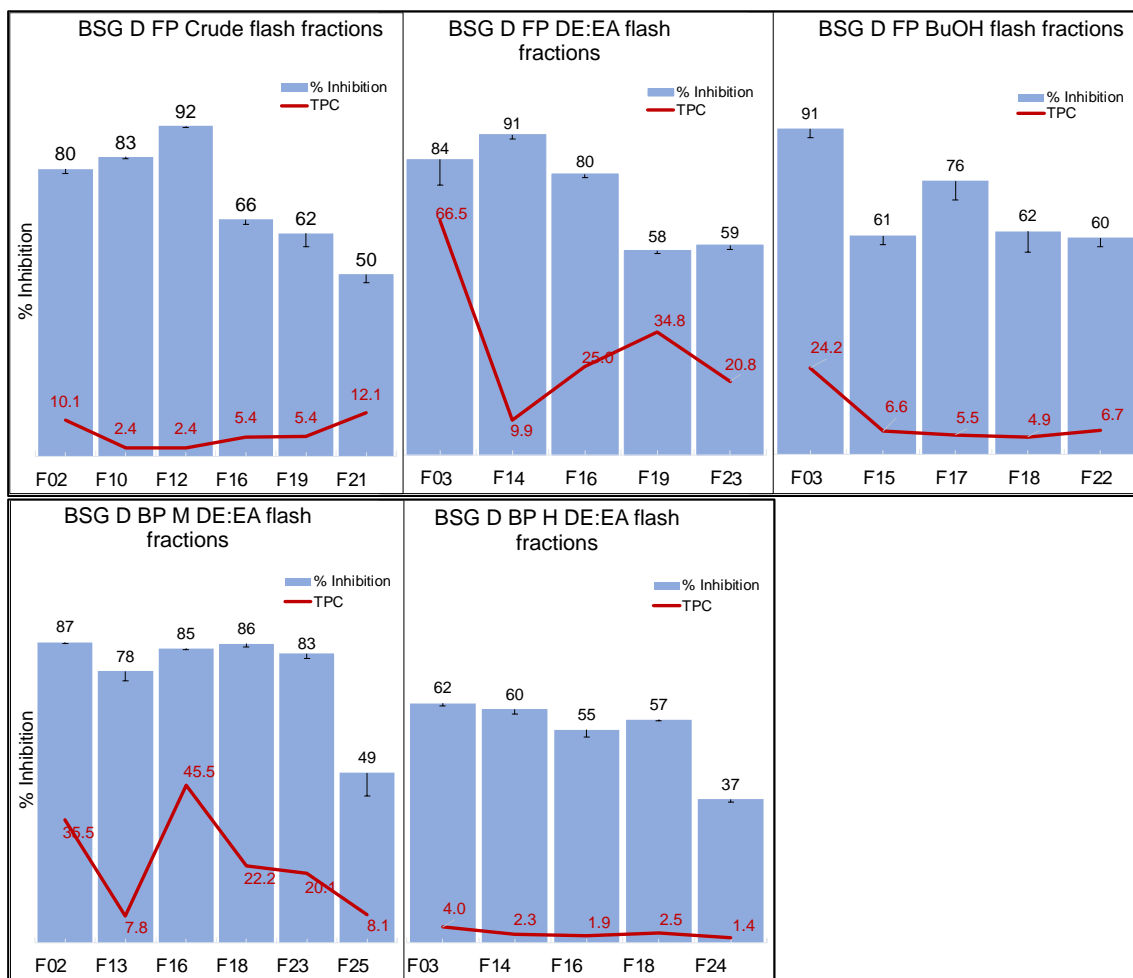 BSG D FP Crude flash fractions
% Inhibition
TPC
80
83
92
66
62
50
10.1
2.4
2.4
5.4
5.4
12.1
% Inhibition
F02
F10
F12
F16
F19
F21
BSG D FP DE:EA flash
fractions
% Inhibition
TPC
84
91
80
58
59
66.5
9.9
25.0
34.8
20.8
F03
F14
F16
F19
F23
BSG D FP BuOH flash fractions
% Inhibition
TPC
91
61
76
62
60
24.2
6.6
5.5
4.9
6.7
F03
F15
F17
F18
F22
BSG D BP M DE:EA flash
fractions
% Inhibition
TPC
87
78
85
86
83
49
35.5
7.8
45.5
22.2
20.1
8.1
% Inhibition
F02
F13
F16
F18
F23
F25
BSG D BP H DE:EA flash
fractions
% Inhibition
TPC
62
60
55
57
37
4.0
2.3
1.9
2.5
1.4
F03
F14
F16
F18
F24